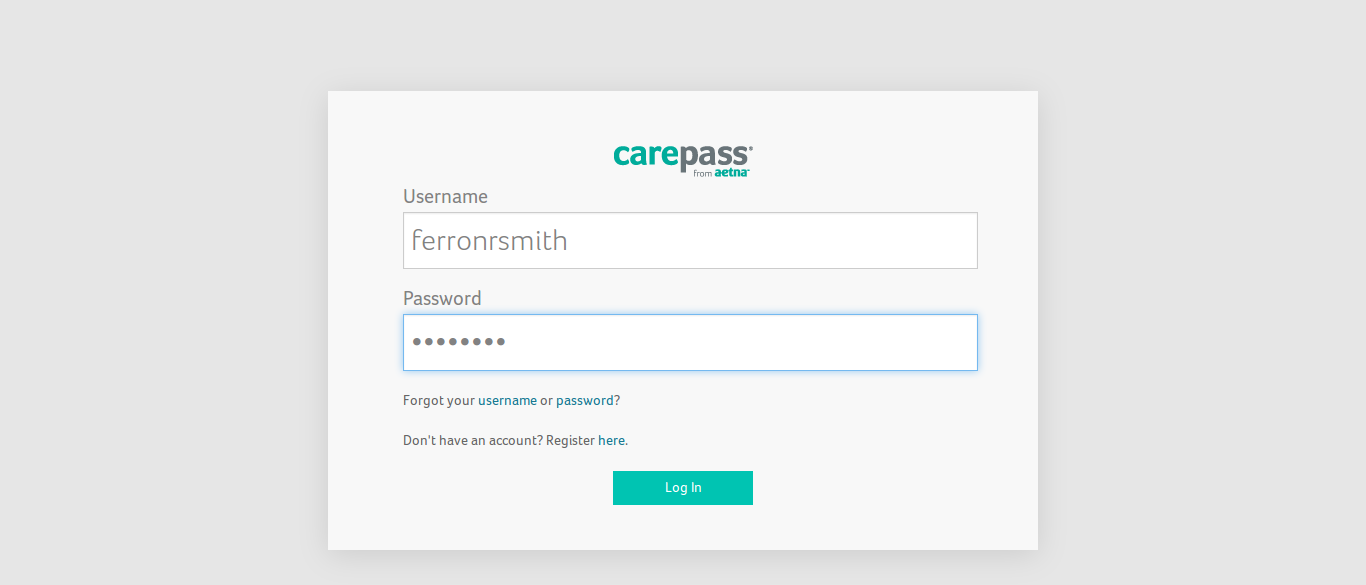 carepass®
from aetna
Username
ferronrsmith
Password
••••••••
Forgot your username or password?
Don't have an account? Register here.
Log In